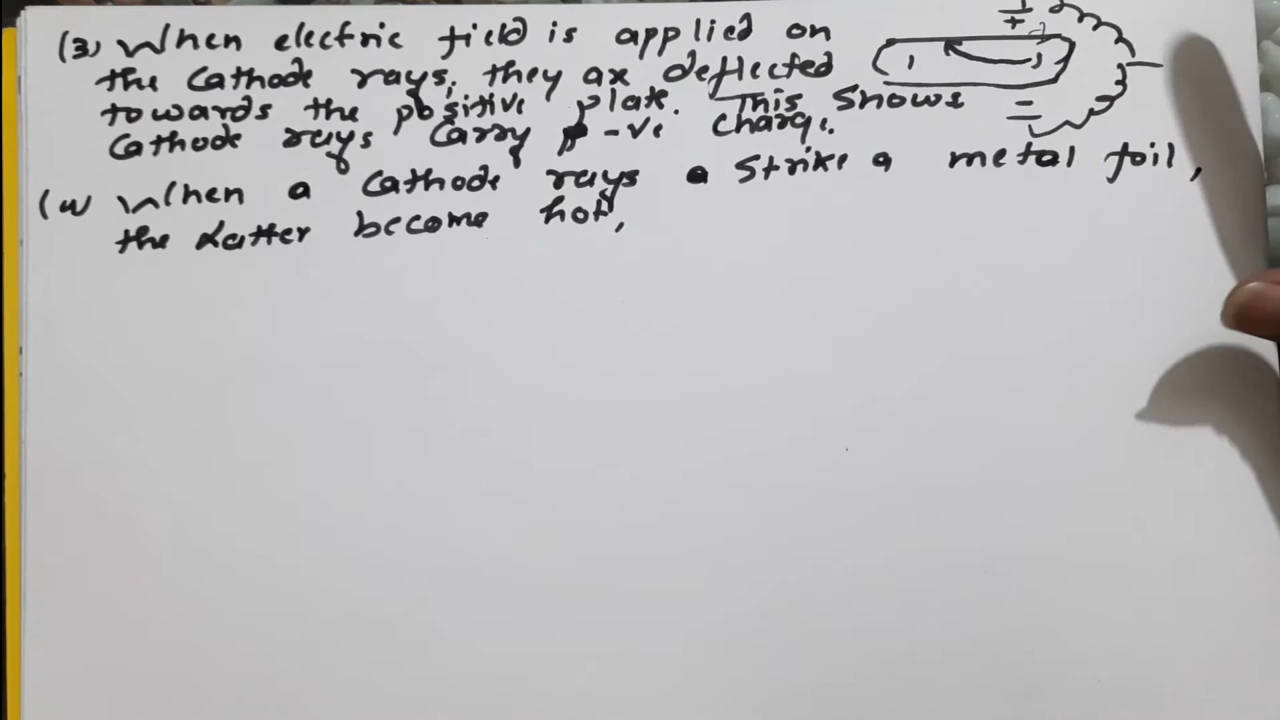 (3) When electric field is applied on
the cathode rays, they are deflected
towards the positive plate. This shows
cathode rays carry -ve charge.
(4) When a cathode rays strike a metal foil,
the latter become hot,